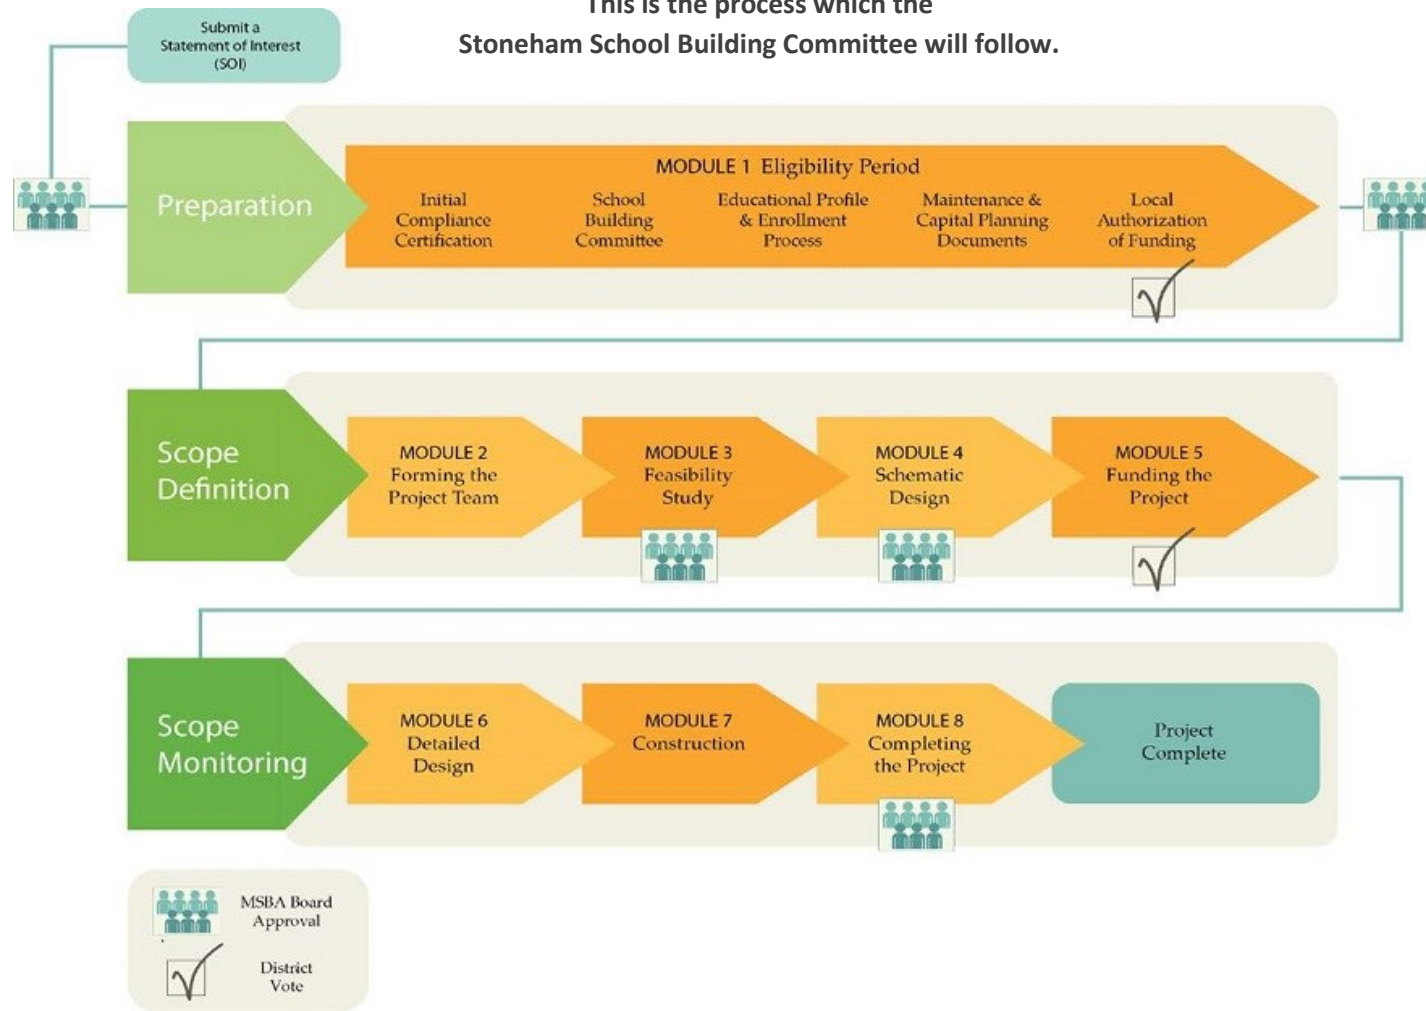 This is the process which the
Stoneham School Building Committee will follow.
Submit a
Statement of Interest
(SOI)
Preparation
MODULE 1 Eligibility Period
Initial
Compliance
Certification
School
Building
Committee
Educational Profile
& Enrollment
Process
Maintenance &
Capital Planning
Documents
Local
Authorization
of Funding
Scope
Definition
MODULE 2
Forming the
Project Team
MODULE 3
Feasibility
Study
MODULE 4
Schematic
Design
MODULE 5
Funding the
Project
Scope
Monitoring
MODULE 6
Detailed
Design
MODULE 7
Construction
MODULE 8
Completing
the Project
Project
Complete
MSBA Board
Approval
District
Vote